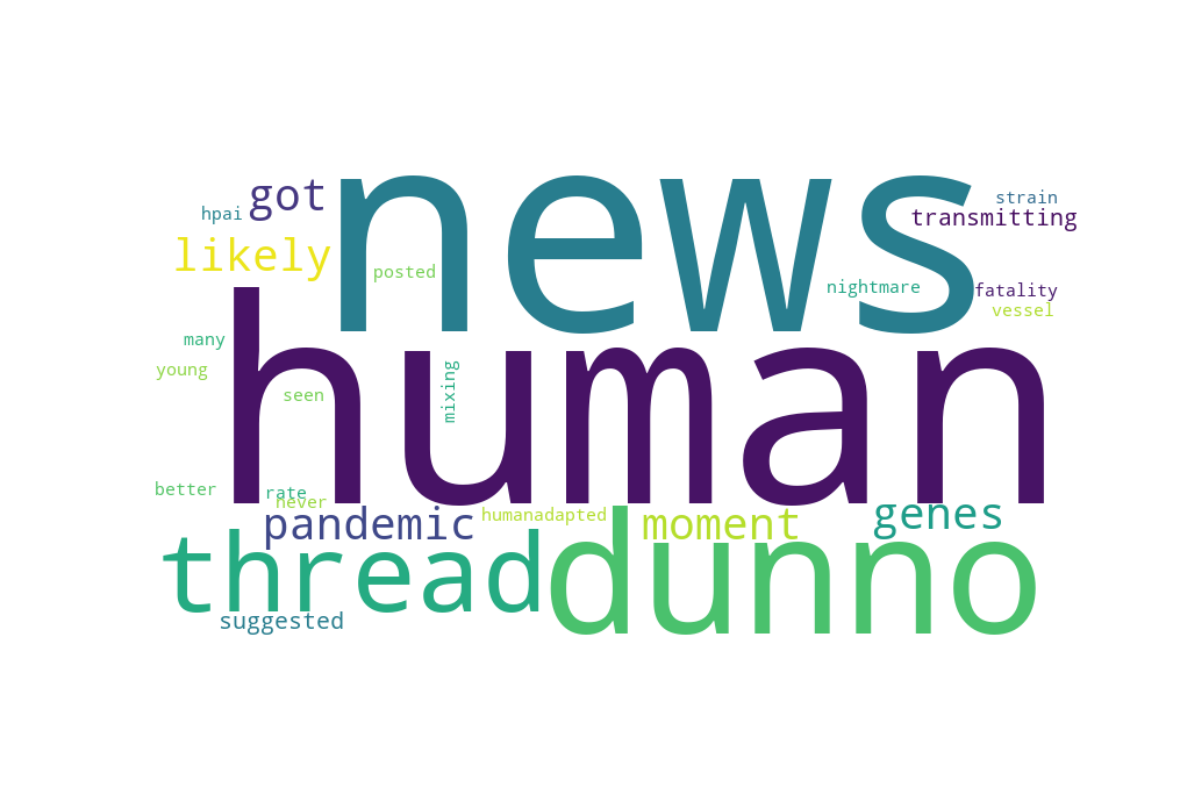 news
strain
got
hpai
transmitting
likely
posted
nightmare
fatality
vessel
human
many
young
mixing
seen
better
rate
never
pandemic
humanadapted
moment
genes
thread
dunno
suggested